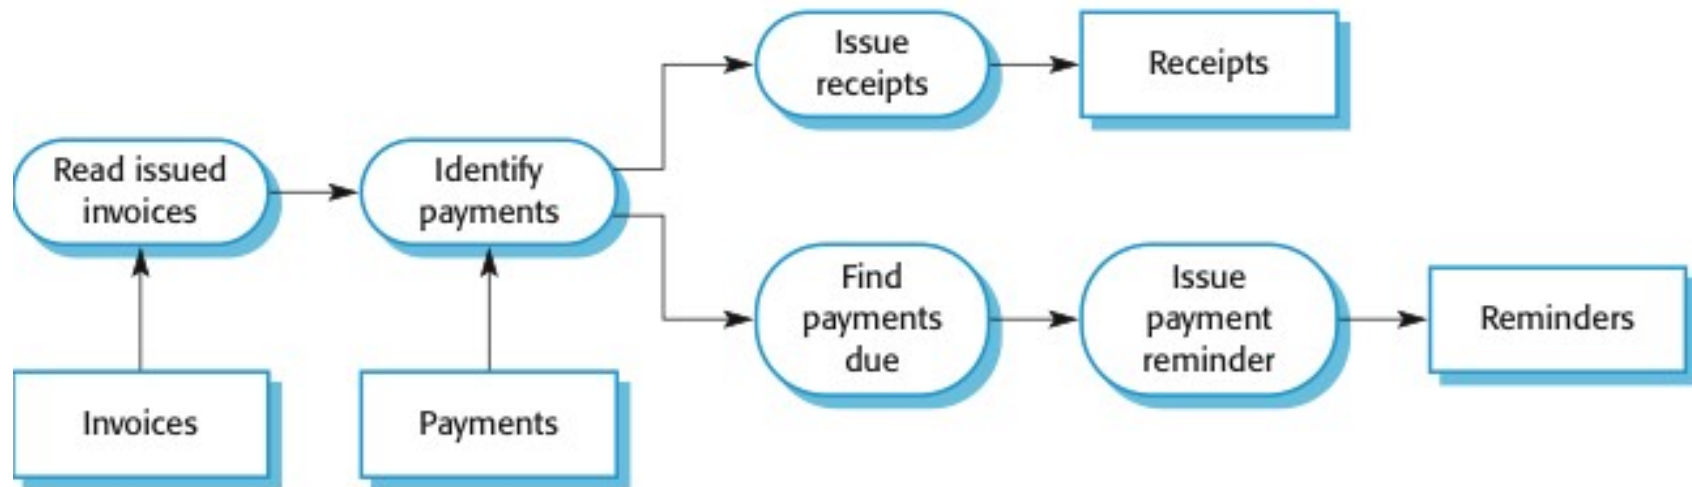 Issue
receipts
Receipts
Read issued
invoices
Identify
payments
Find
payments
due
Issue
payment
reminder
Reminders
Invoices
Payments